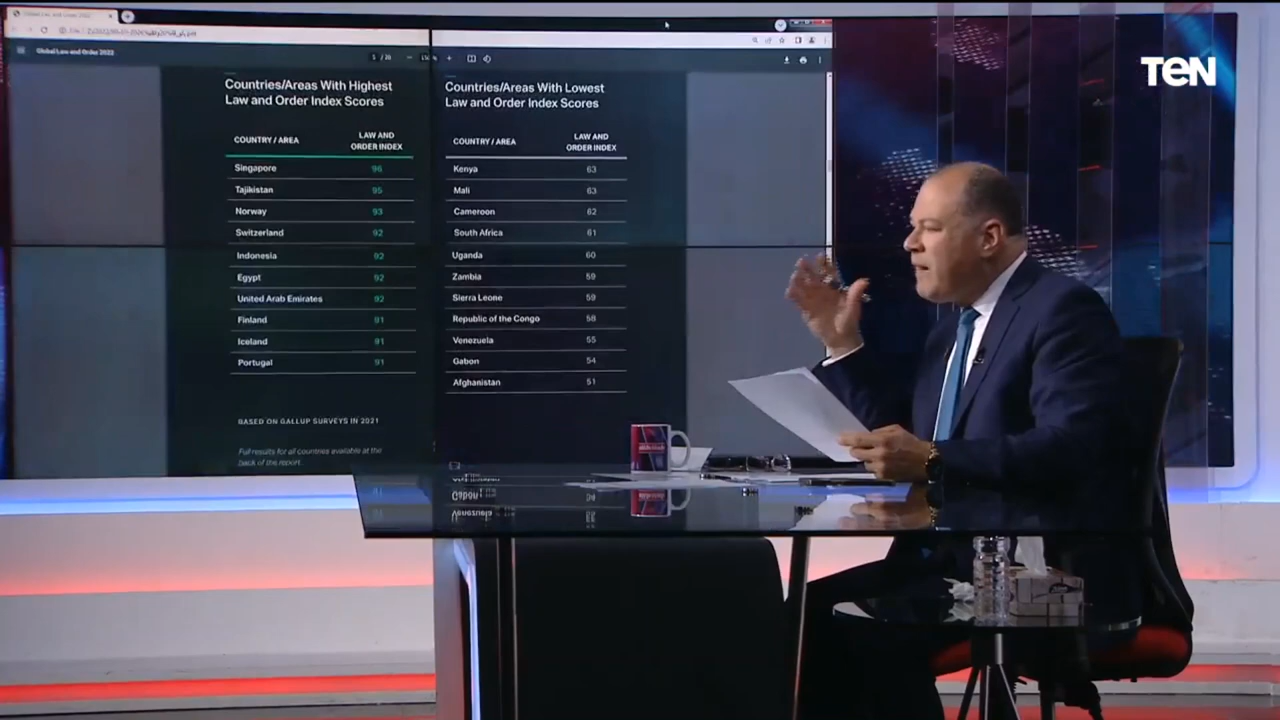 TEN
Global Law and Order 2022
Countries/Areas With Highest
Law and Order Index Scores
COUNTRY / AREA
LAW AND
ORDER INDEX
Singapore 96
Tajikistan 95
Norway 93
Switzerland 92
Indonesia 92
Egypt 92
United Arab Emirates 92
Finland 91
Iceland 91
Portugal 91
BASED ON GALLUP SURVEYS IN 2021
Full results for all countries available at the
back of the report.
Countries/Areas With Lowest
Law and Order Index Scores
COUNTRY / AREA
LAW AND
ORDER INDEX
Kenya 63
Mali 63
Cameroon 62
South Africa 61
Uganda 60
Zambia 59
Sierra Leone 59
Republic of the Congo 58
Venezuela 55
Gabon 54
Afghanistan 51